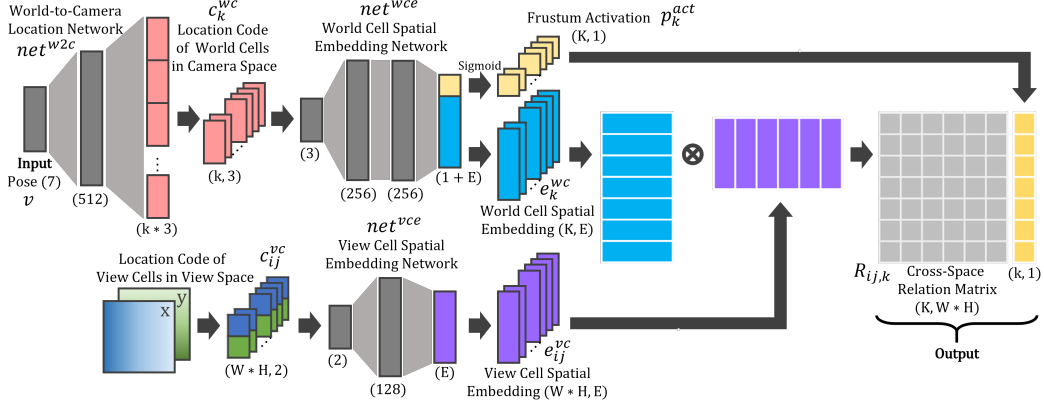 World-to-Camera
Location Network
net^{w2c}
Input
Pose (7)
v
(512)
(k * 3)
c_k^{wc}
Location Code
of World Cells
in Camera Space
(k, 3)
net^{wce}
World Cell Spatial
Embedding Network
(3)
(256)
(256)
(1 + E)
Sigmoid
Frustum Activation p_k^{act}
(K, 1)
e_k^{wc}
World Cell Spatial
Embedding (K, E)
⊗
R_{ij,k}
Cross-Space
Relation Matrix
(K, W * H)
(k, 1)
Output
Location Code of
View Cells in View Space
y
x
c_{ij}^{vc}
(W * H, 2)
net^{vce}
View Cell Spatial
Embedding Network
(2)
(128)
(E)
e_{ij}^{vc}
View Cell Spatial
Embedding (W * H, E)